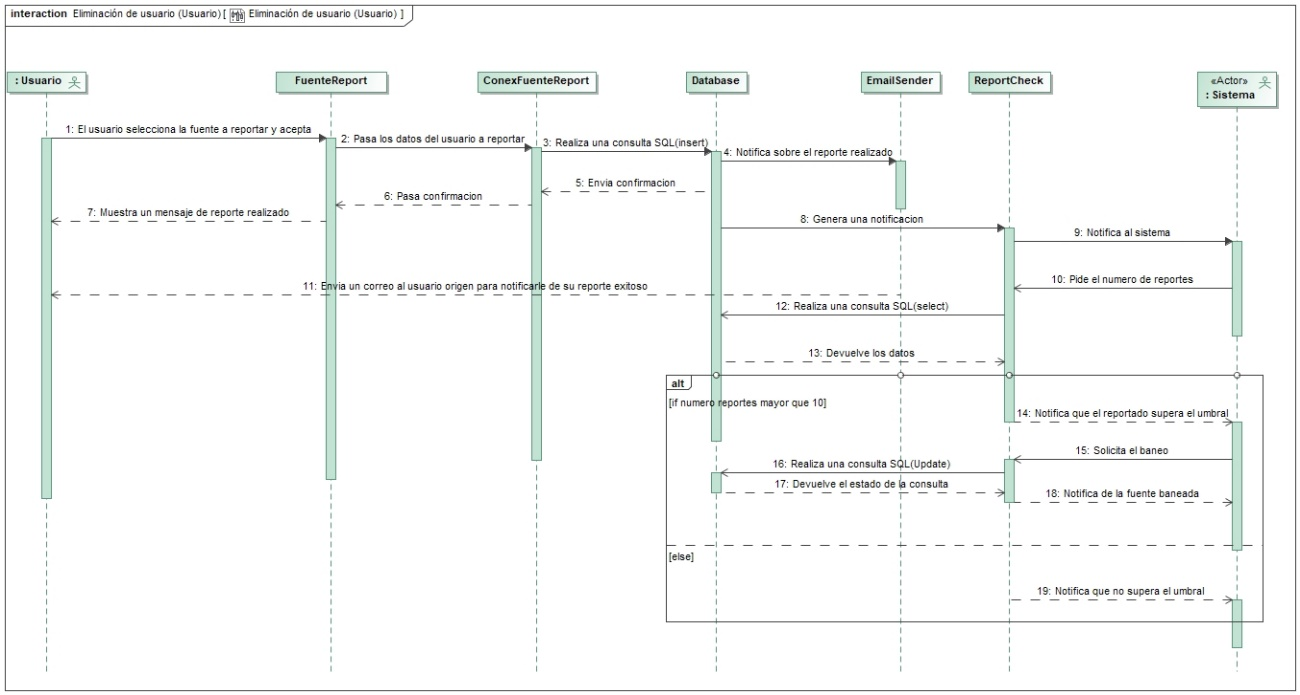 interaction Eliminación de usuario (Usuario) [ Eliminación de usuario (Usuario) ]
: Usuario
FuenteReport
ConexFuenteReport
Database
EmailSender
ReportCheck
«Actor»
: Sistema
1: El usuario selecciona la fuente a reportar y acepta
2: Pasa los datos del usuario a reportar
3: Realiza una consulta SQL(insert)
4: Notifica sobre el reporte realizado
5: Envia confirmacion
6: Pasa confirmacion
7: Muestra un mensaje de reporte realizado
8: Genera una notificacion
9: Notifica al sistema
10: Pide el numero de reportes
11: Envia un correo al usuario origen para notificarle de su reporte exitoso
12: Realiza una consulta SQL(select)
13: Devuelve los datos
alt
[if numero reportes mayor que 10]
14: Notifica que el reportado supera el umbral
15: Solicita el baneo
16: Realiza una consulta SQL(Update)
17: Devuelve el estado de la consulta
18: Notifica de la fuente baneada
[else]
19: Notifica que no supera el umbral